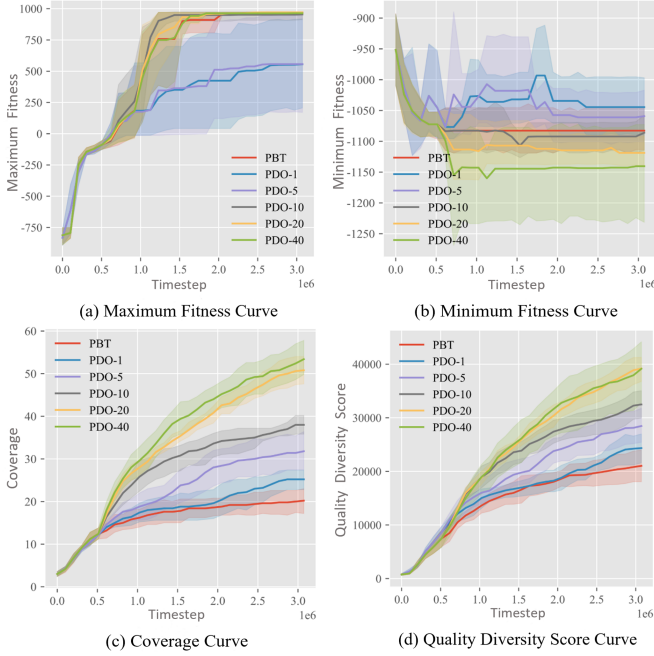 1000
750
500
250
0
-250
-500
-750
Maximum Fitness
PBT
PDO-1
PDO-5
PDO-10
PDO-20
PDO-40
0.0 0.5 1.0 1.5 2.0 2.5 3.0
Timestep
1e6
(a) Maximum Fitness Curve
-900
-950
-1000
-1050
-1100
-1150
-1200
-1250
Minimum Fitness
PBT
PDO-1
PDO-5
PDO-10
PDO-20
PDO-40
0.0 0.5 1.0 1.5 2.0 2.5 3.0
Timestep
1e6
(b) Minimum Fitness Curve
60
50
40
30
20
10
0
Coverage
PBT
PDO-1
PDO-5
PDO-10
PDO-20
PDO-40
0.0 0.5 1.0 1.5 2.0 2.5 3.0
Timestep
1e6
(c) Coverage Curve
40000
30000
20000
10000
0
Quality Diversity Score
PBT
PDO-1
PDO-5
PDO-10
PDO-20
PDO-40
0.0 0.5 1.0 1.5 2.0 2.5 3.0
Timestep
1e6
(d) Quality Diversity Score Curve